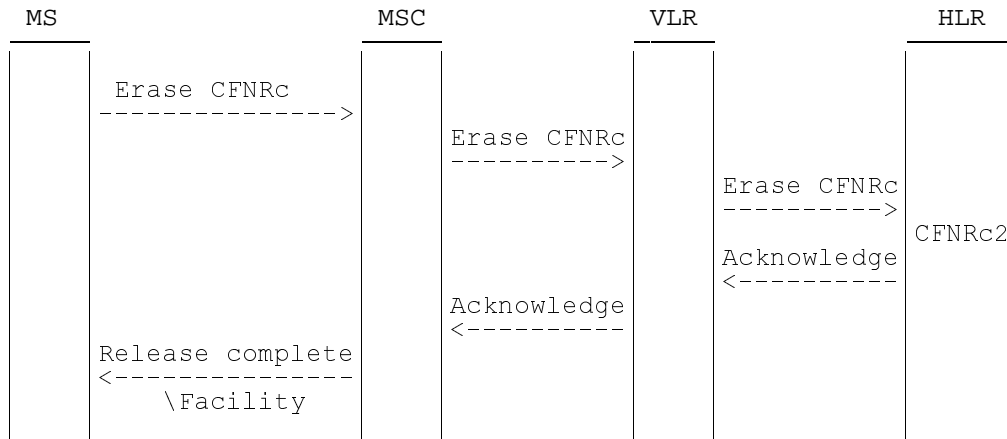 MS MSC VLR HLR
Erase CFNRc
--------------->
Erase CFNRc
---------->
Erase CFNRc
---------->
CFNRc2
Acknowledge
<----------
Acknowledge
<----------
Release complete
<---------------
\Facility